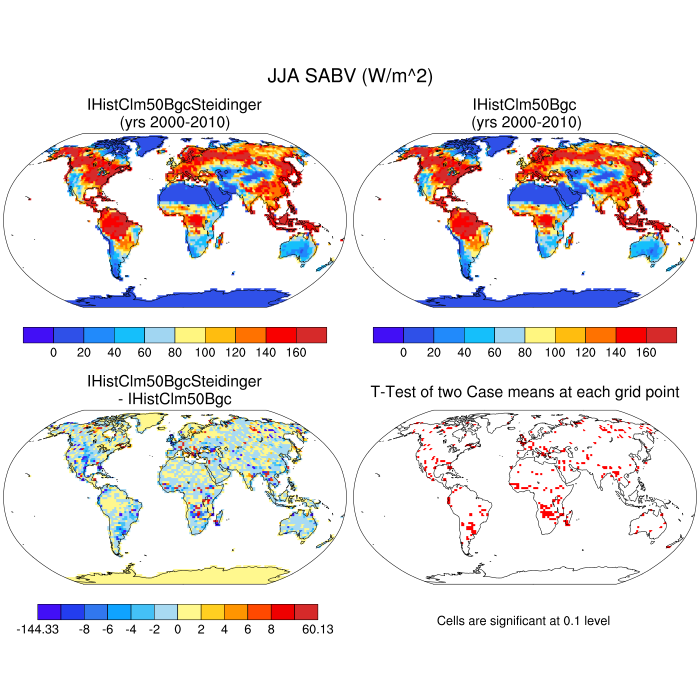 JJA SABV (W/m^2)
IHistClm50BgcSteidinger
(yrs 2000-2010)
IHistClm50Bgc
(yrs 2000-2010)
0 20 40 60 80 100 120 140 160
0 20 40 60 80 100 120 140 160
IHistClm50BgcSteidinger
- IHistClm50Bgc
T-Test of two Case means at each grid point
-144.33 -8 -6 -4 -2 0 2 4 6 8 60.13
Cells are significant at 0.1 level